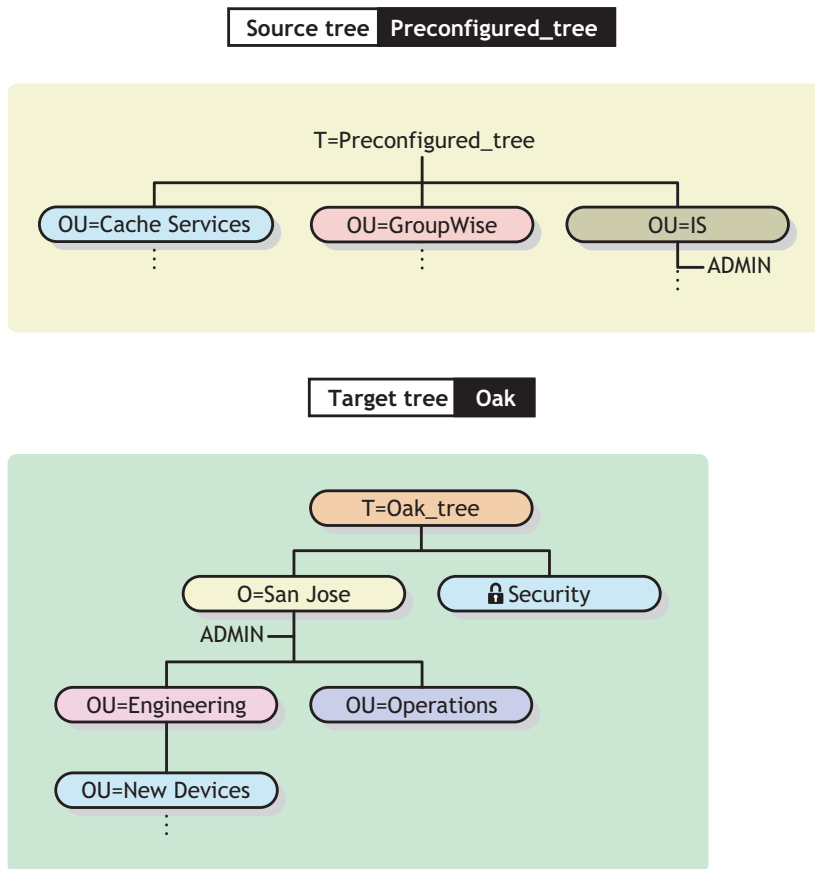 Source tree Preconfigured_tree
T=Preconfigured_tree
OU=Cache Services OU=GroupWise OU=IS
ADMIN
Target tree Oak
T=Oak_tree
O=San Jose Security
ADMIN
OU=Engineering OU=Operations
OU=New Devices